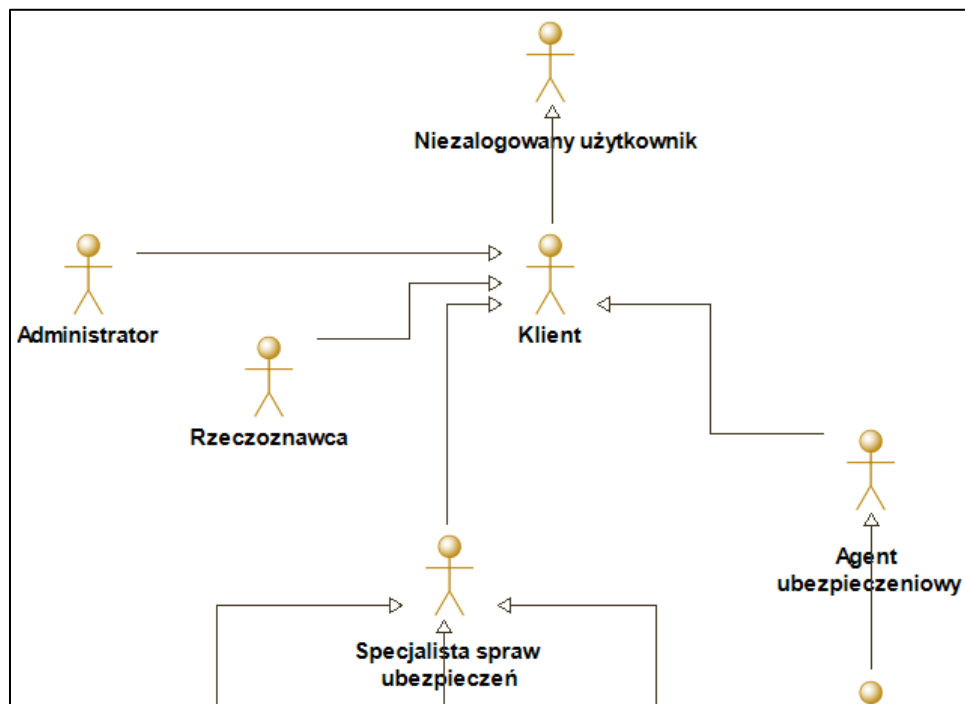 Niezalogowany użytkownik
Administrator
Klient
Rzeczoznawca
Agent
ubezpieczeniowy
Specjalista spraw
ubezpieczeń